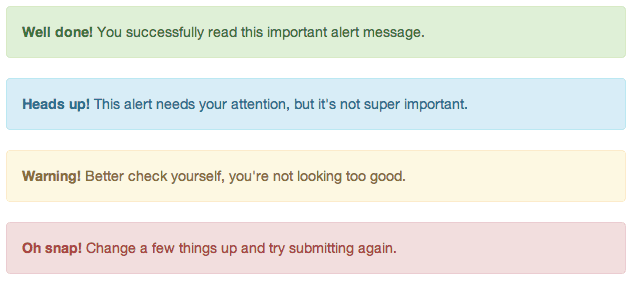 Well done! You successfully read this important alert message.
Heads up! This alert needs your attention, but it's not super important.
Warning! Better check yourself, you're not looking too good.
Oh snap! Change a few things up and try submitting again.